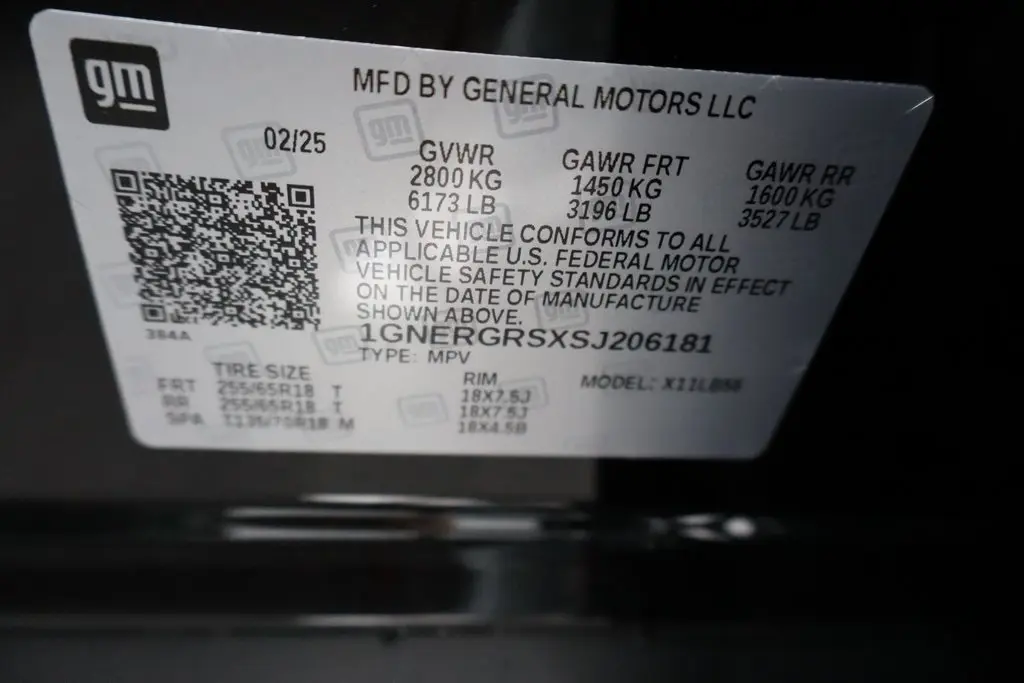 gm
MFD BY GENERAL MOTORS LLC
02/25
GVWR GAWR FRT GAWR RR
2800 KG 1450 KG 1600 KG
6173 LB 3196 LB 3527 LB
THIS VEHICLE CONFORMS TO ALL
APPLICABLE U.S. FEDERAL MOTOR
VEHICLE SAFETY STANDARDS IN EFFECT
ON THE DATE OF MANUFACTURE
SHOWN ABOVE.
1GNERGRSXSJ206181
TYPE: MPV
TIRE SIZE RIM MODEL:
FRT 255/65R18 T 18X7.5J
RR 255/65R18 T 18X7.5J
SPA T135/70R18 M 18X4.5B